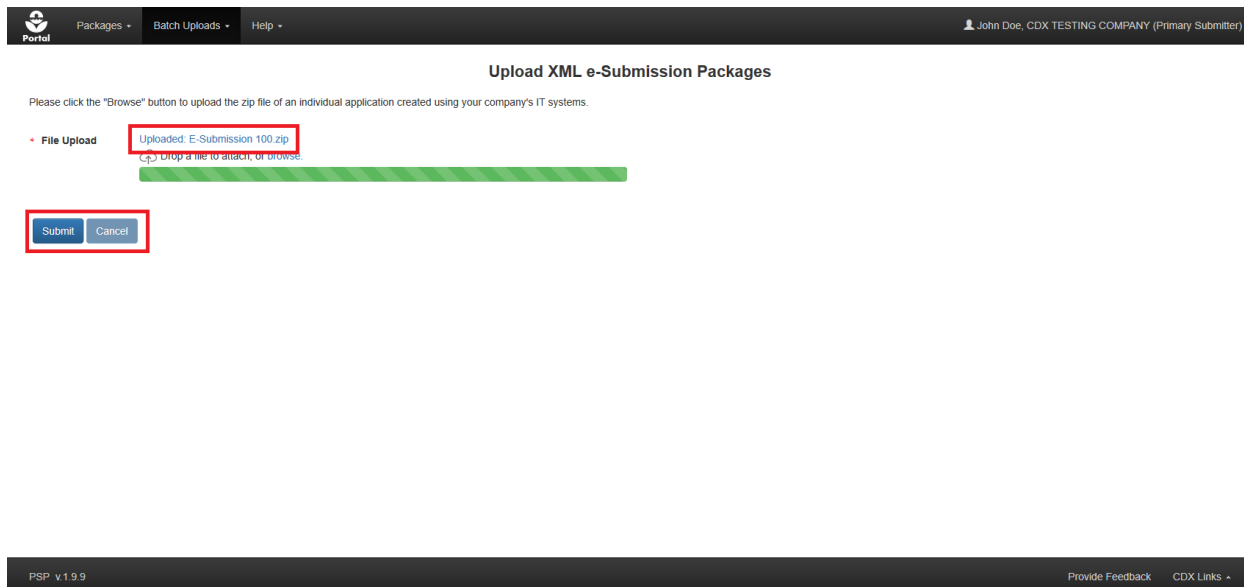 Packages Batch Uploads Help John Doe, CDX TESTING COMPANY (Primary Submitter)
Portal
Upload XML e-Submission Packages
Please click the "Browse" button to upload the zip file of an individual application created using your company's IT systems.
* File Upload Uploaded: E-Submission 100.zip
Drop a file to attach, or browse.
Submit Cancel
PSP v.1.9.9 Provide Feedback CDX Links